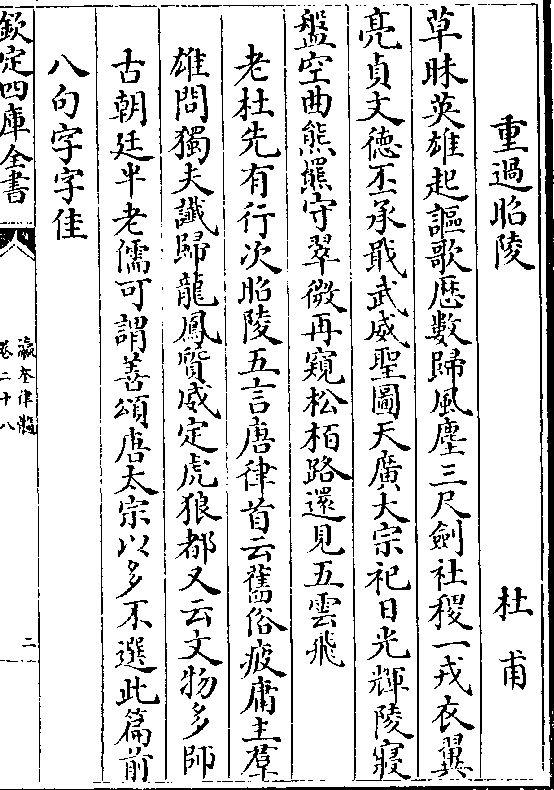 重過昭陵　杜甫
草昧英雄起謳歌歴數歸風塵三尺劍社稷一戎衣翼
亮貞文德丕承戢武威聖圖天廣大宗祀日光輝陵寢
盤空曲熊羆守翠微再窺松栢路還見五雲飛
老杜先有行次昭陵五言唐律首云舊俗疲庸主羣
雄問獨夫讖歸龍鳳質威定虎狼都又云文物多師
古朝廷半老儒可謂善頌唐太宗以多不選此篇前
八句字字佳
欽定四庫全書
瀛奎律髓
卷二十八
二